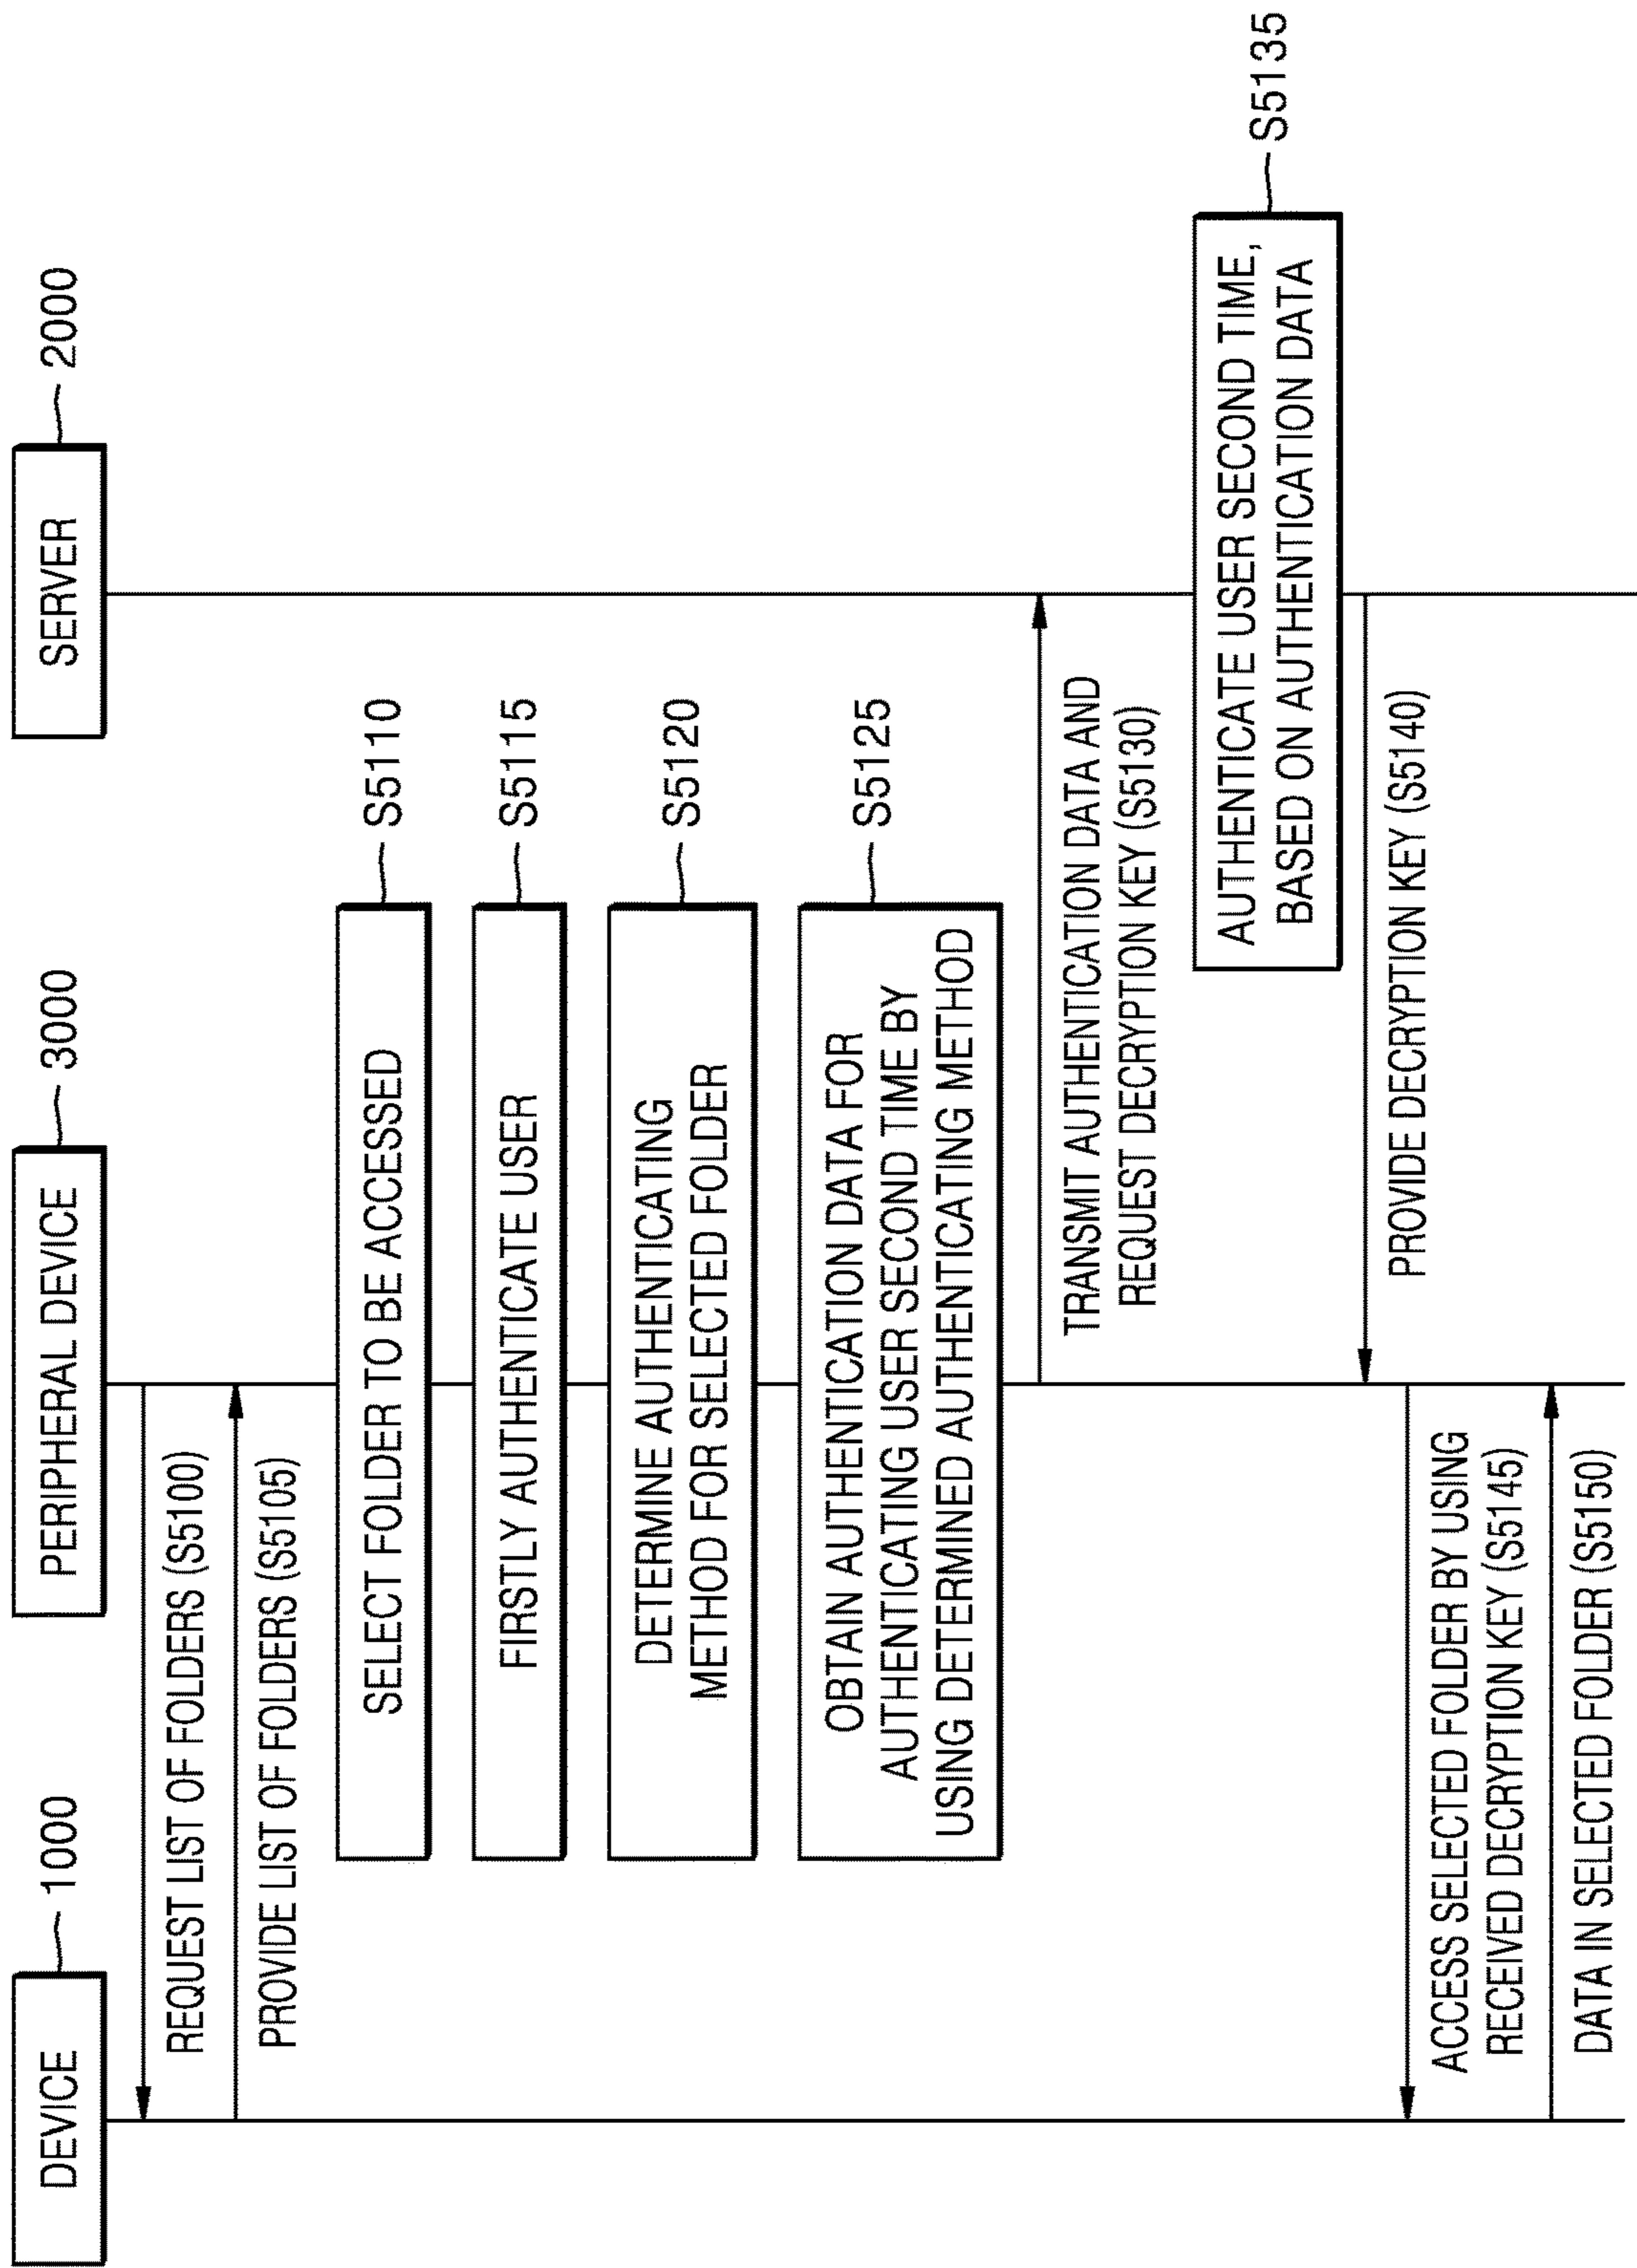 DEVICE
1000
PERIPHERAL DEVICE
3000
SERVER
2000
REQUEST LIST OF FOLDERS (S5100)
PROVIDE LIST OF FOLDERS (S5105)
SELECT FOLDER TO BE ACCESSED
S5110
FIRSTLY AUTHENTICATE USER
S5115
DETERMINE AUTHENTICATING
METHOD FOR SELECTED FOLDER
S5120
OBTAIN AUTHENTICATION DATA FOR
AUTHENTICATING USER SECOND TIME BY
USING DETERMINED AUTHENTICATING METHOD
S5125
TRANSMIT AUTHENTICATION DATA AND
REQUEST DECRYPTION KEY (S5130)
AUTHENTICATE USER SECOND TIME,
BASED ON AUTHENTICATION DATA
S5135
PROVIDE DECRYPTION KEY (S5140)
ACCESS SELECTED FOLDER BY USING
RECEIVED DECRYPTION KEY (S5145)
DATA IN SELECTED FOLDER (S5150)